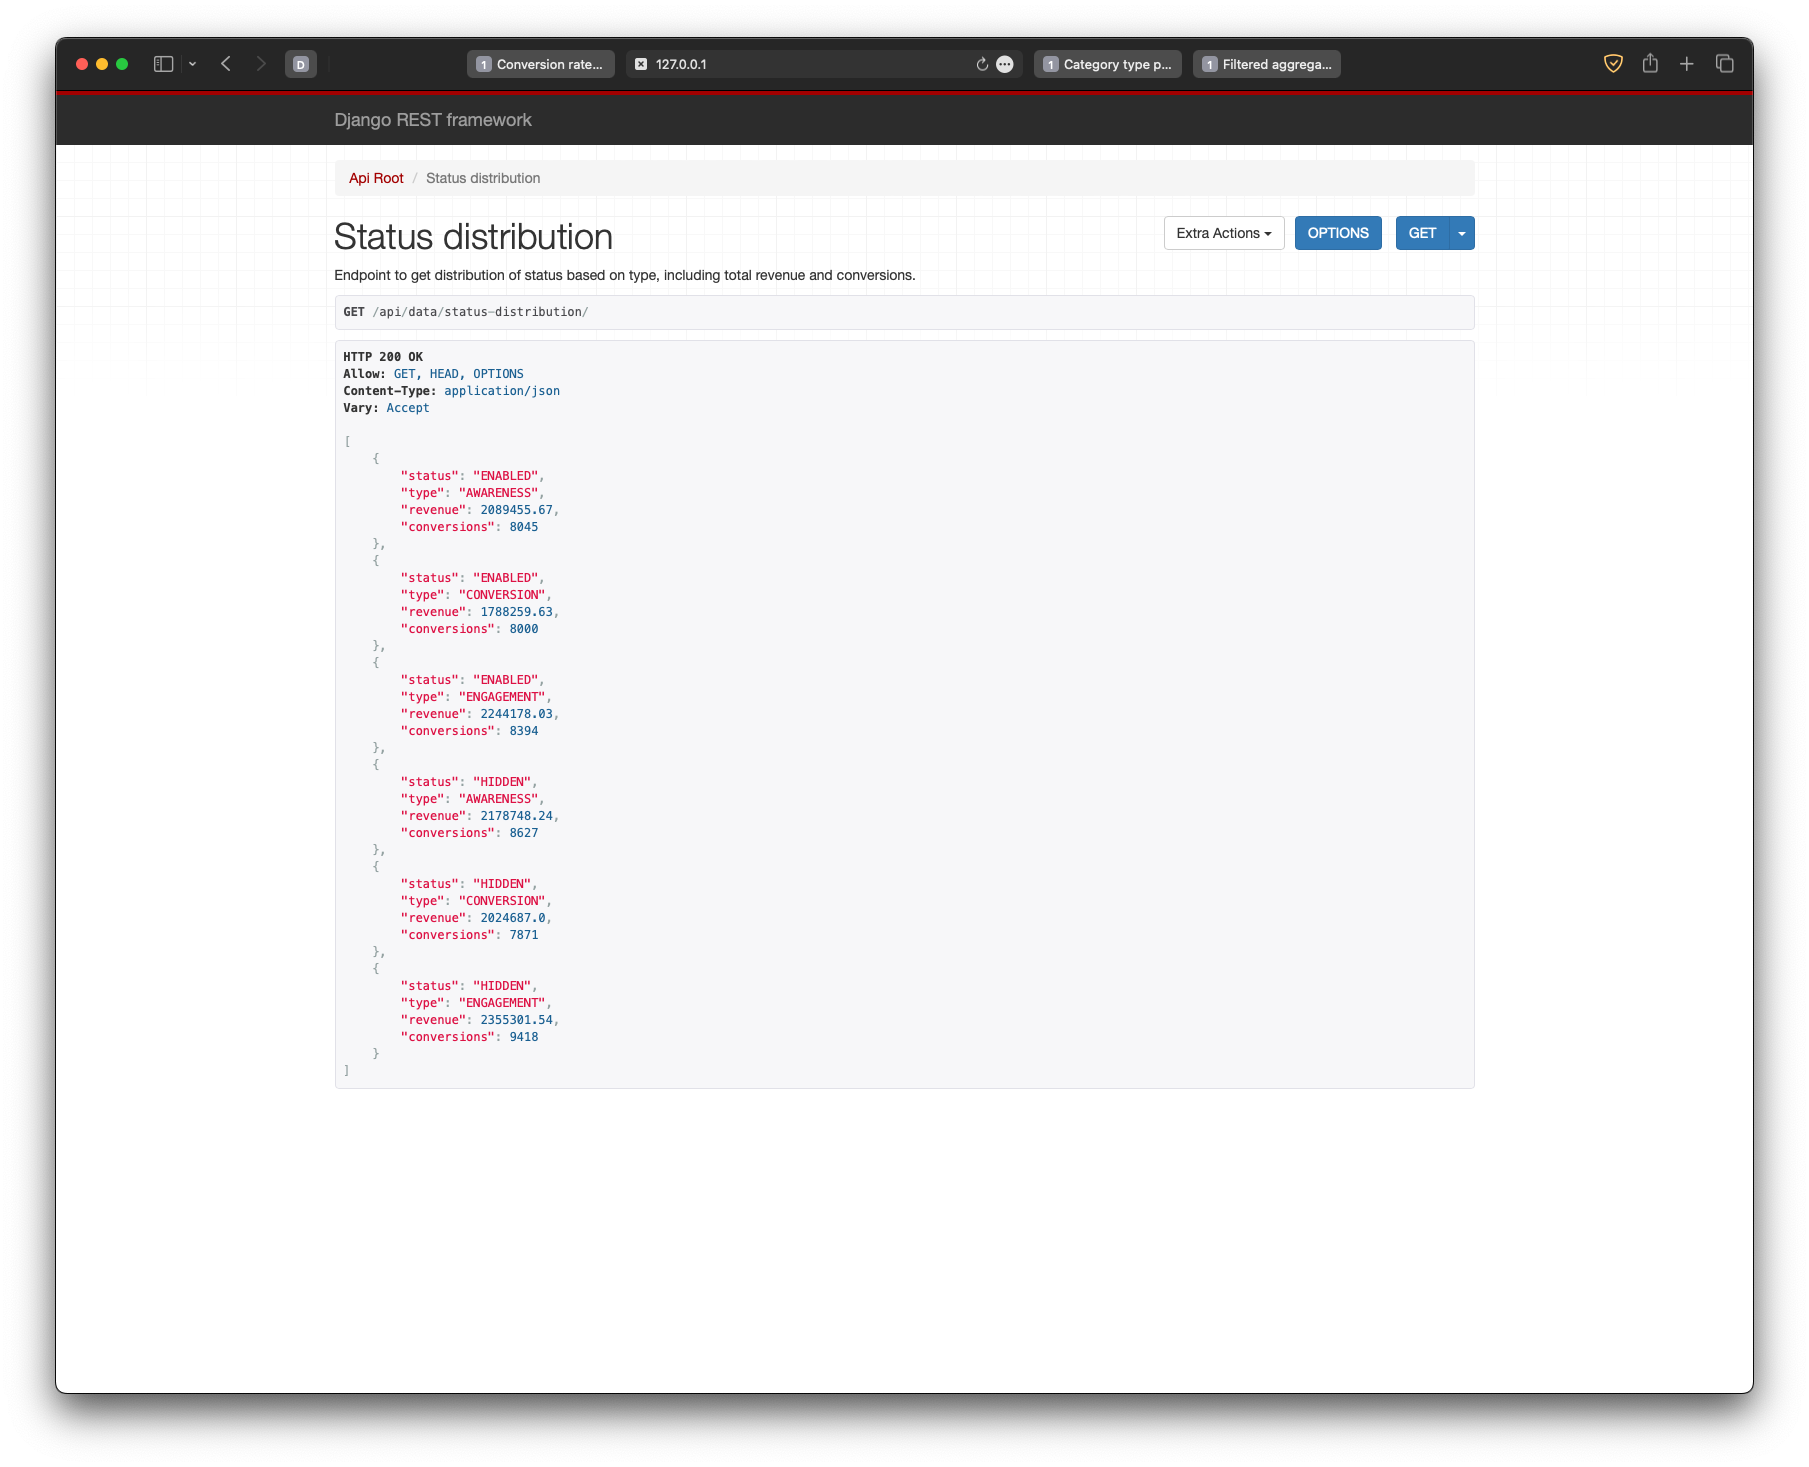 D
1 Conversion rate...
127.0.0.1
1 Category type p...
1 Filtered aggrega...
Django REST framework
Api Root / Status distribution
Status distribution
Extra Actions
OPTIONS
GET
Endpoint to get distribution of status based on type, including total revenue and conversions.
GET /api/data/status-distribution/
HTTP 200 OK
Allow: GET, HEAD, OPTIONS
Content-Type: application/json
Vary: Accept
[
    {
        "status": "ENABLED",
        "type": "AWARENESS",
        "revenue": 2089455.67,
        "conversions": 8045
    },
    {
        "status": "ENABLED",
        "type": "CONVERSION",
        "revenue": 1788259.63,
        "conversions": 8000
    },
    {
        "status": "ENABLED",
        "type": "ENGAGEMENT",
        "revenue": 2244178.03,
        "conversions": 8394
    },
    {
        "status": "HIDDEN",
        "type": "AWARENESS",
        "revenue": 2178748.24,
        "conversions": 8627
    },
    {
        "status": "HIDDEN",
        "type": "CONVERSION",
        "revenue": 2024687.0,
        "conversions": 7871
    },
    {
        "status": "HIDDEN",
        "type": "ENGAGEMENT",
        "revenue": 2355301.54,
        "conversions": 9418
    }
]